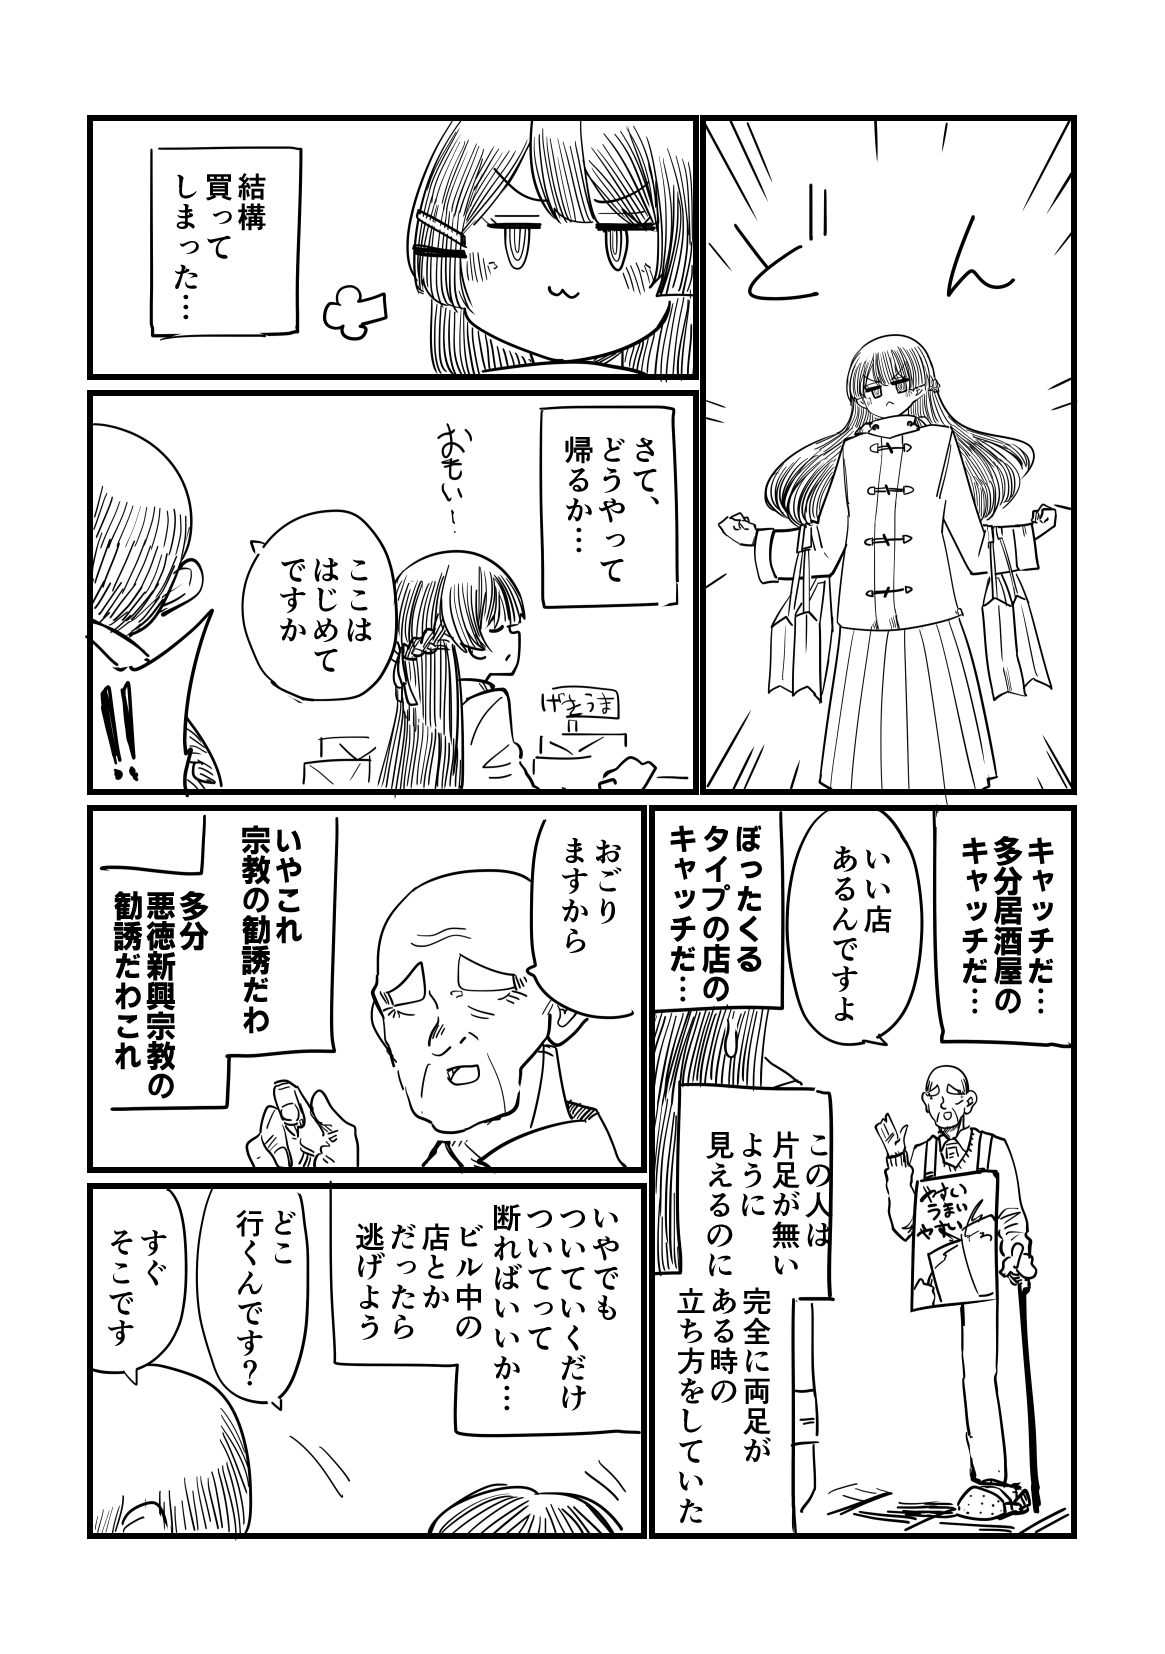 どん
結構
買って
しまった…
さて、
どうやって
帰るか…
おもい…
げきうま
ここは
はじめて
ですか
!!
キャッチだ…
多分居酒屋の
キャッチだ…
いい店
あるんですよ
ぼったくる
タイプの店の
キャッチだ…
やすい
うまい
やすい
この人は
片足が無い
ように
見えるのに
完全に両足が
ある時の
立ち方をしていた
おごり
ますから
いやこれ
宗教の勧誘だわ
多分
悪徳新興宗教の
勧誘だわこれ
いやでも
ついていくだけ
ついてって
断ればいいか…
ビル中の
店とか
だったら
逃げよう
どこ
行くんです？
すぐ
そこです